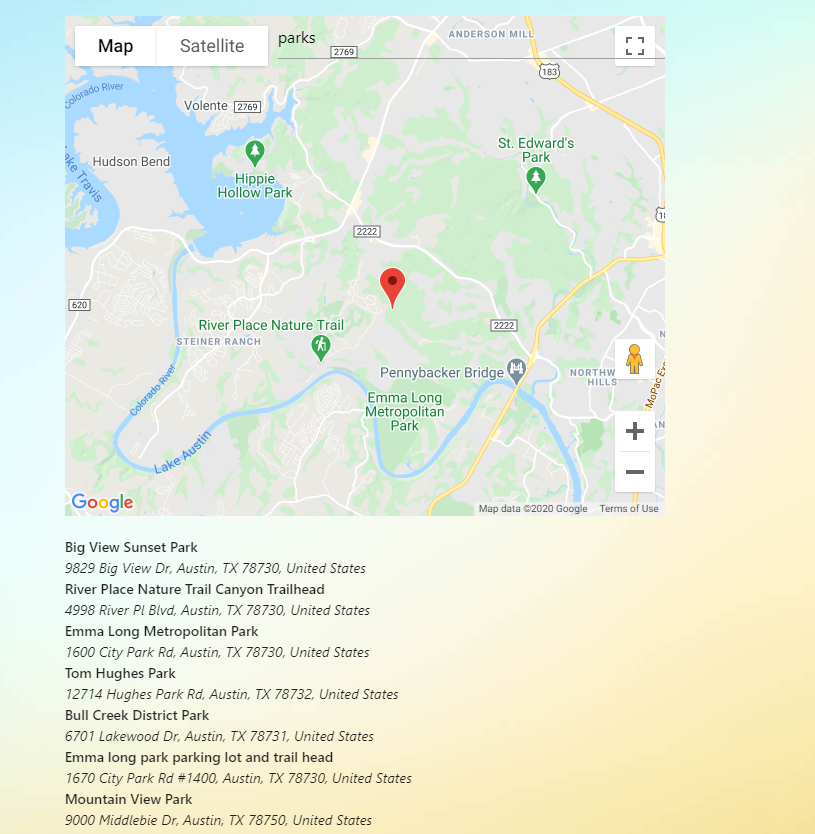 Map
Satellite
parks
ANDERSON MILL
2769
183
Colorado River
Volente 2769
St. Edward's
Park
Hudson Bend
Lake Travis
Hippie
Hollow Park
2222
620
River Place Nature Trail
STEINER RANCH
2222
Pennybacker Bridge
NORTHW
HILLS
Colorado River
Emma Long
Metropolitan
Park
Lake Austin
Google
Map data ©2020 Google
Terms of Use
Big View Sunset Park
9829 Big View Dr, Austin, TX 78730, United States
River Place Nature Trail Canyon Trailhead
4998 River Pl Blvd, Austin, TX 78730, United States
Emma Long Metropolitan Park
1600 City Park Rd, Austin, TX 78730, United States
Tom Hughes Park
12714 Hughes Park Rd, Austin, TX 78732, United States
Bull Creek District Park
6701 Lakewood Dr, Austin, TX 78731, United States
Emma long park parking lot and trail head
1670 City Park Rd #1400, Austin, TX 78730, United States
Mountain View Park
9000 Middlebie Dr, Austin, TX 78750, United States